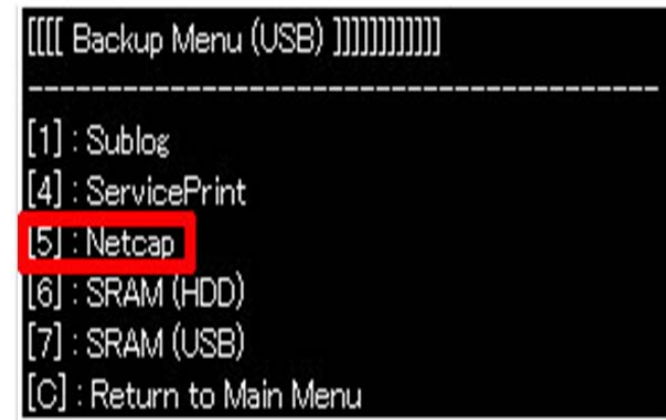 [[[[ Backup Menu (USB) ]]]]]]]]]]]]
------------------------------------------
[1] : Sublog
[4] : ServicePrint
[5] : Netcap
[6] : SRAM (HDD)
[7] : SRAM (USB)
[C] : Return to Main Menu